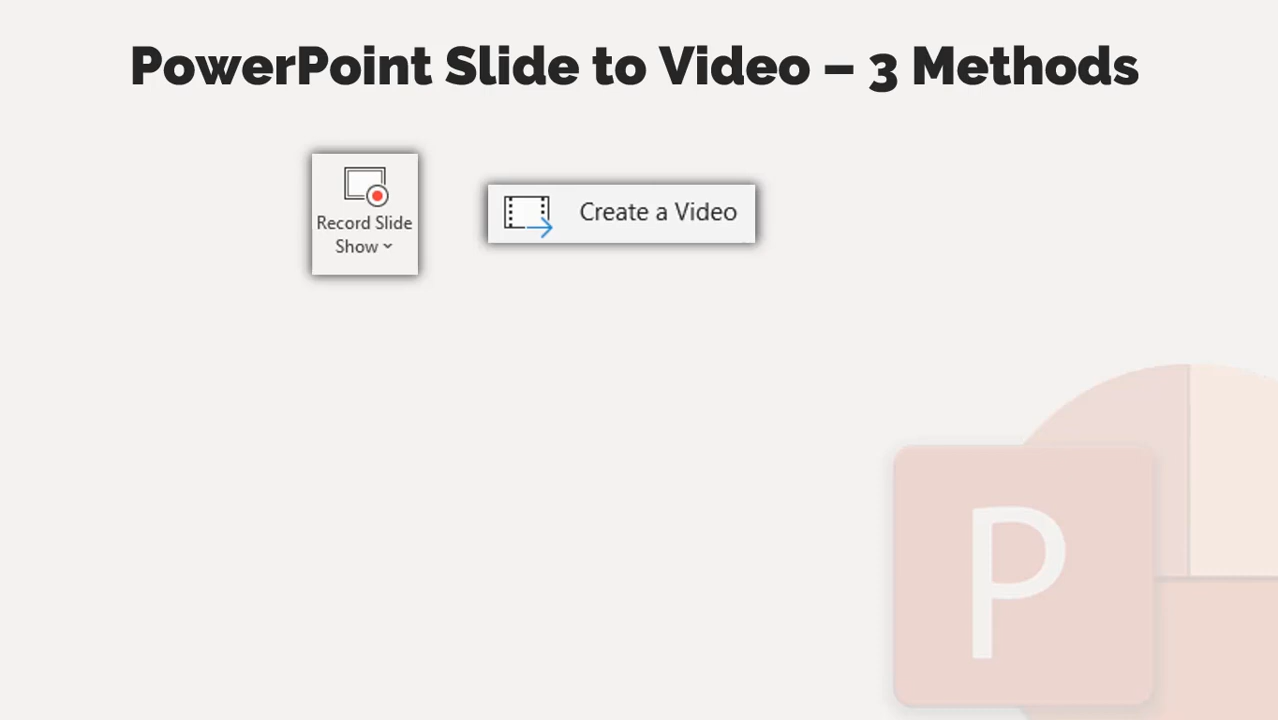 PowerPoint Slide to Video – 3 Methods
Record Slide
Show
Create a Video
P